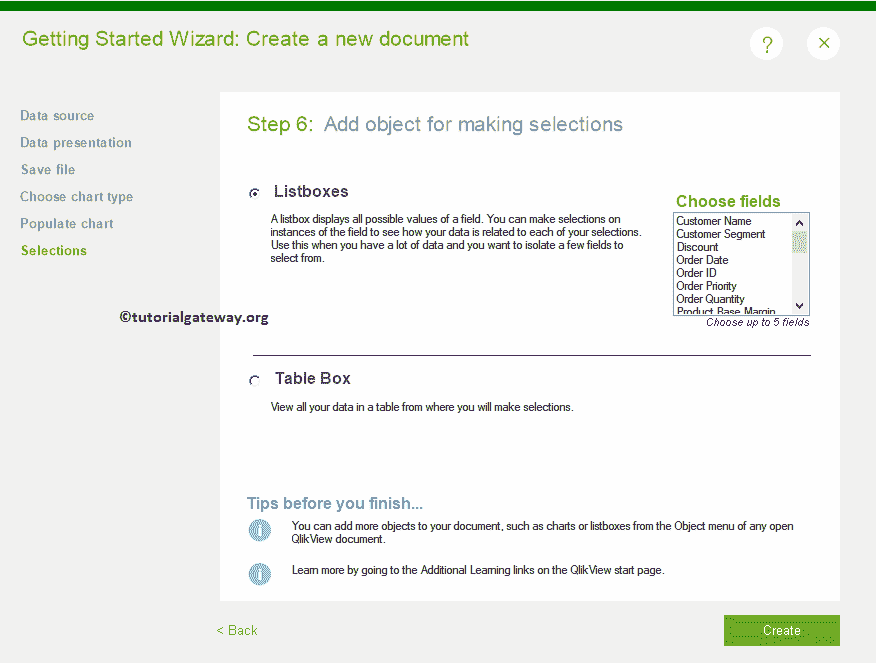 Getting Started Wizard: Create a new document
?
Data source
Data presentation
Save file
Choose chart type
Populate chart
Selections
Step 6: Add object for making selections
Listboxes
A listbox displays all possible values of a field. You can make selections on
instances of the field to see how your data is related to each of your selections.
Use this when you have a lot of data and you want to isolate a few fields to
select from.
Choose fields
Customer Name
Customer Segment
Discount
Order Date
Order ID
Order Priority
Order Quantity
Product Base Margin
Choose up to 5 fields
©tutorialgateway.org
Table Box
View all your data in a table from where you will make selections.
Tips before you finish...
You can add more objects to your document, such as charts or listboxes from the Object menu of any open
QlikView document.
Learn more by going to the Additional Learning links on the QlikView start page.
< Back
Create